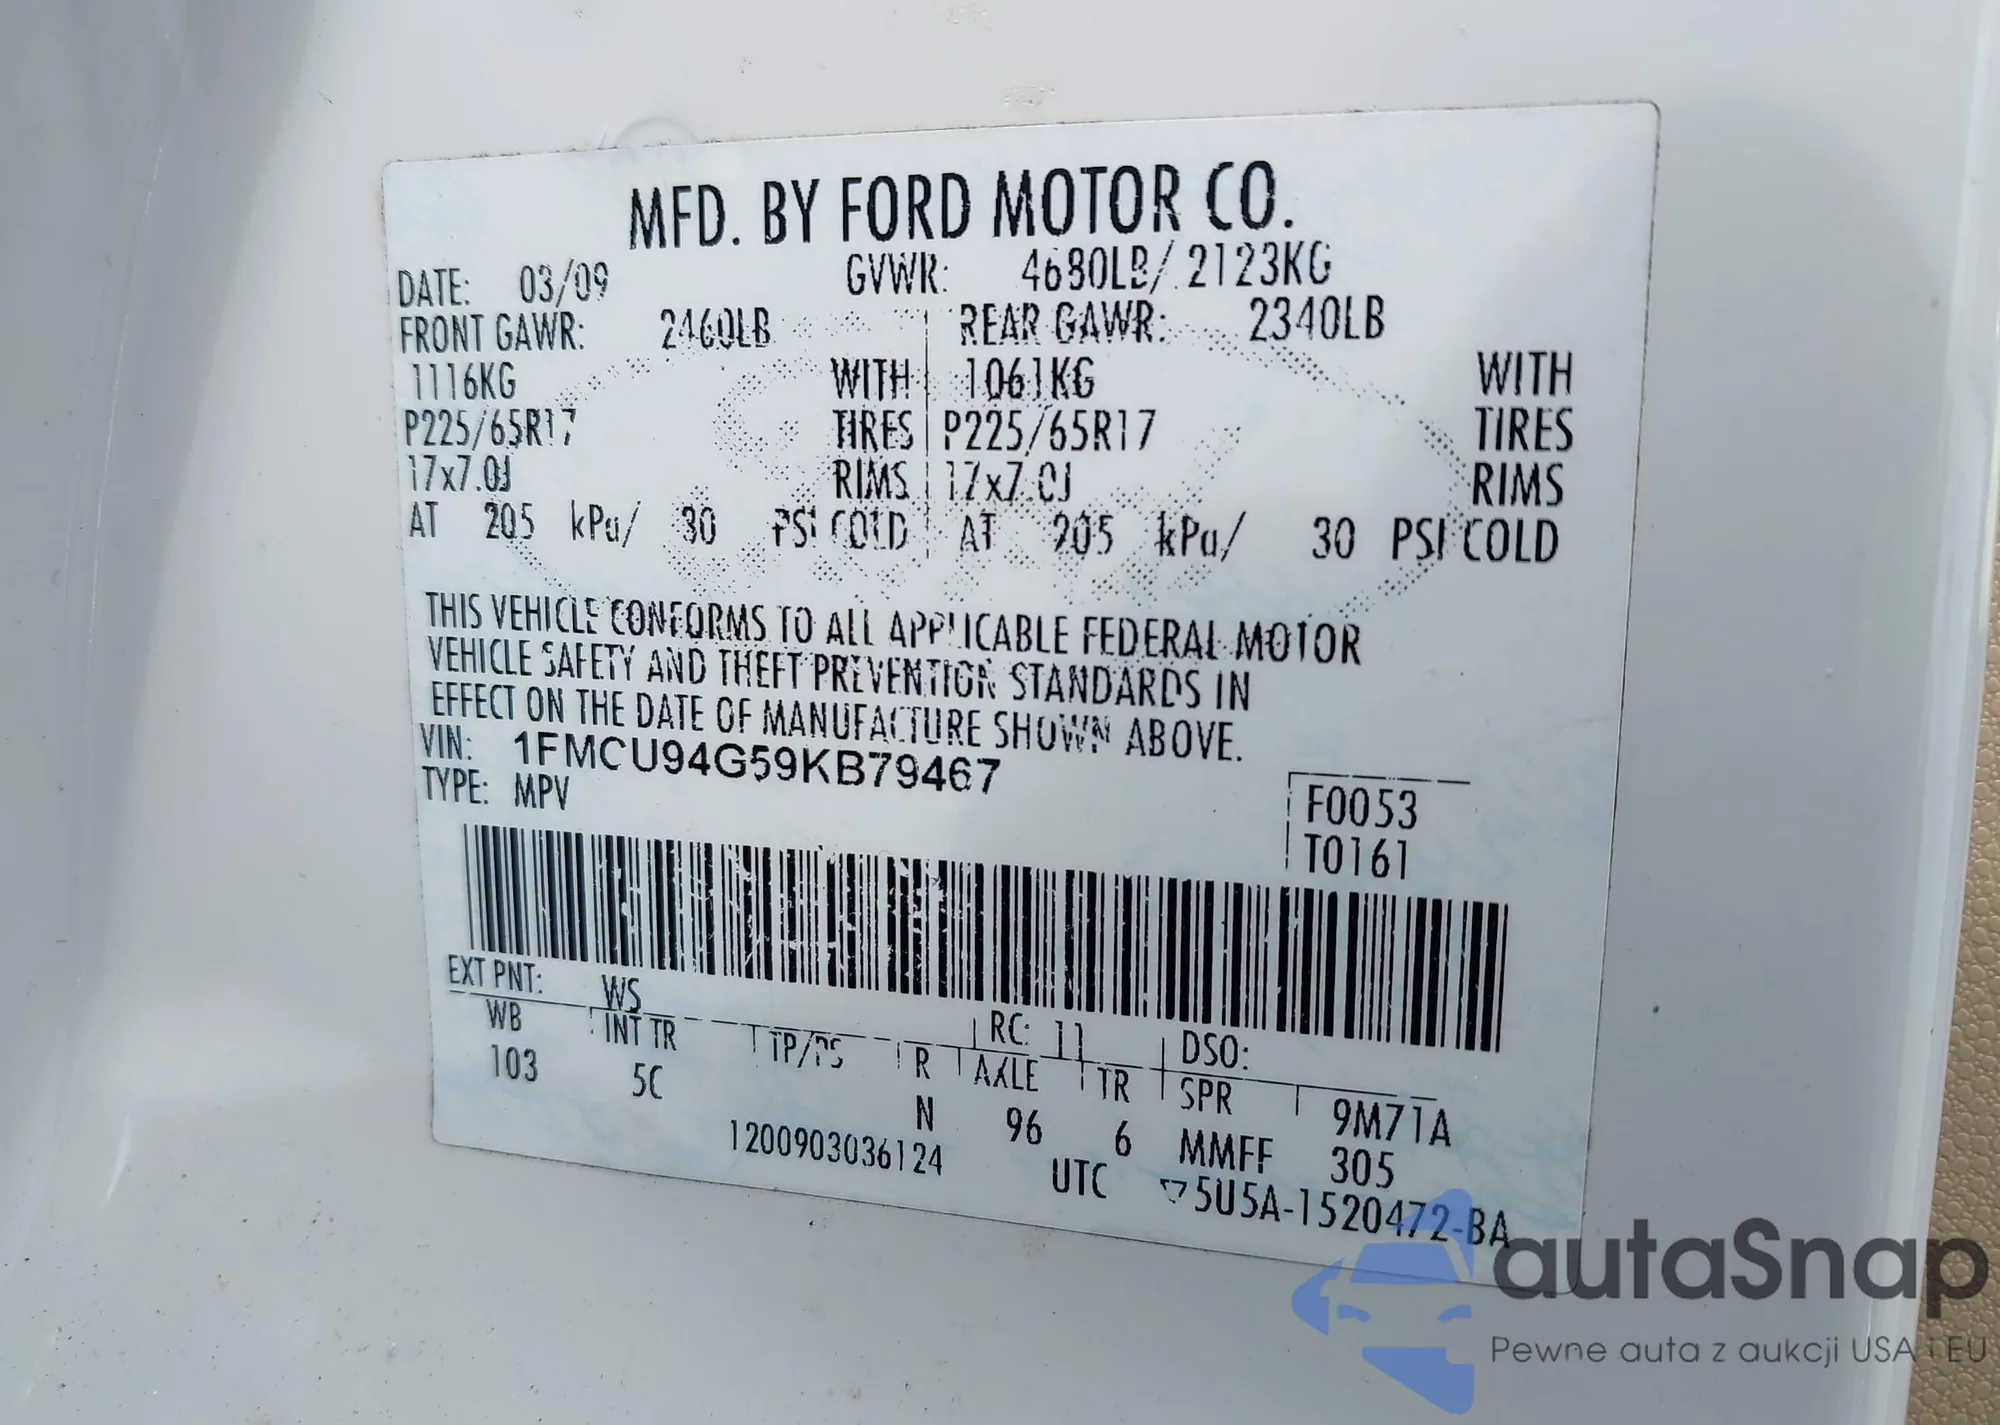 MFD. BY FORD MOTOR CO.
DATE: 03/09 GVWR: 4680LB/ 2123KG
FRONT GAWR: 2460LB REAR GAWR: 2340LB
1116KG WITH 1061KG WITH
P225/65R17 TIRES P225/65R17 TIRES
17x7.0J RIMS 17x7.0J RIMS
AT 205 kPa/ 30 PSI COLD AT 205 kPa/ 30 PSI COLD
THIS VEHICLE CONFORMS TO ALL APPLICABLE FEDERAL MOTOR
VEHICLE SAFETY AND THEFT PREVENTION STANDARDS IN
EFFECT ON THE DATE OF MANUFACTURE SHOWN ABOVE.
VIN: 1FMCU94G59KB79467
TYPE: MPV
F0053
T0161
EXT PNT: WS RC: 11 DSO:
WB INT TR TP/PS R AXLE TR SPR 9M71A
103 5C N 96 6 MMFF 305
1200903036124 UTC ▽5U5A-1520472-BA
autaSnap
Pewne auta z aukcji USA i EU